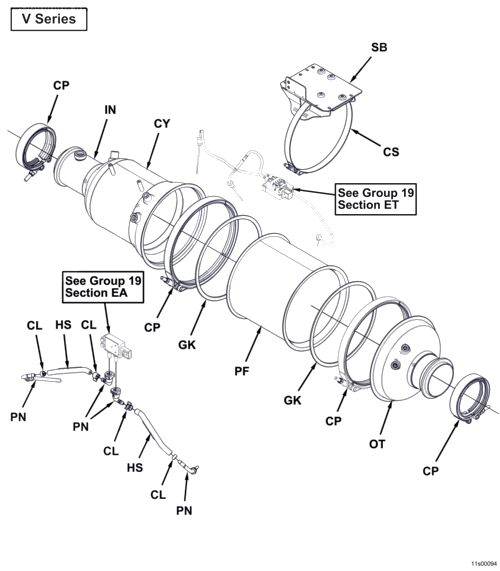 V Series
SB
CP
IN
CY
CS
See Group 19
Section ET
See Group 19
Section EA
CL
HS
CL
CP
GK
PF
GK
CP
OT
CP
PN
PN
CL
HS
CL
PN
11s00094